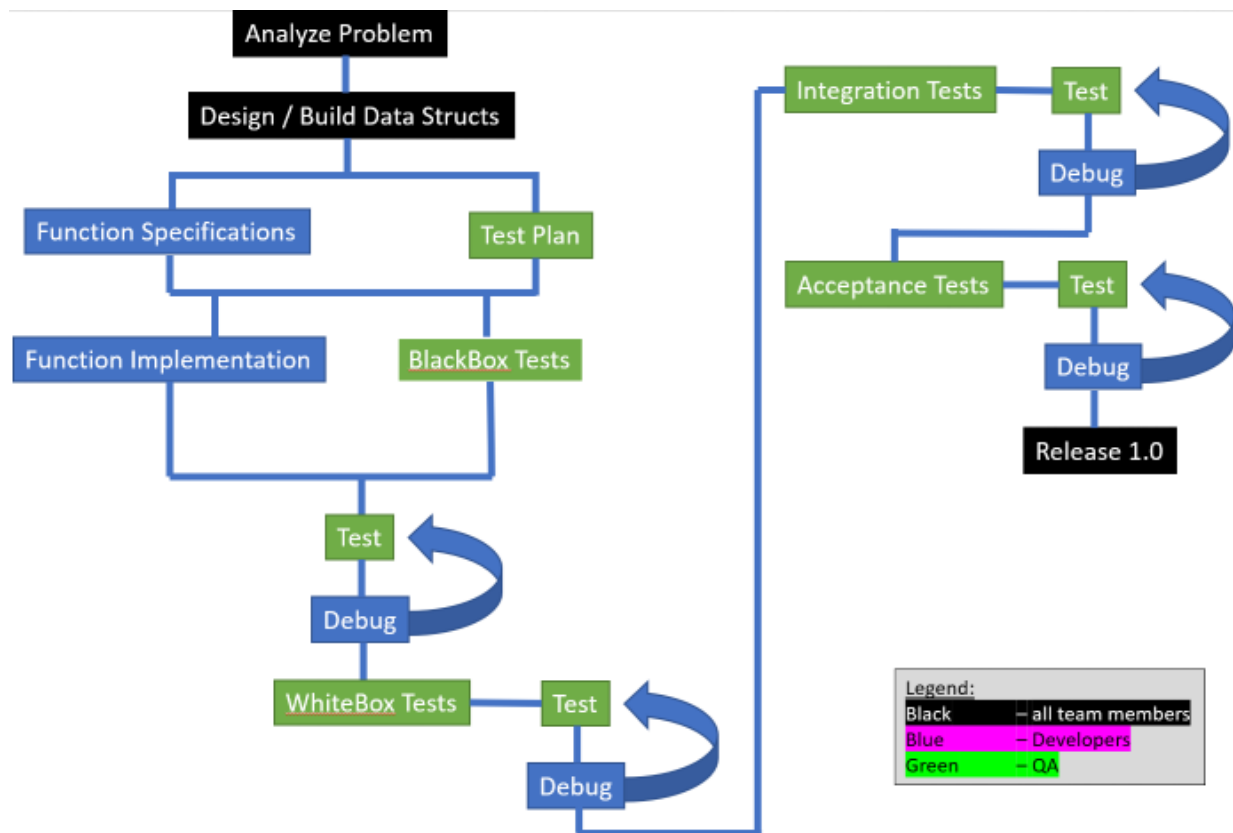 Analyze Problem
Design / Build Data Structs
Function Specifications
Test Plan
Function Implementation
BlackBox Tests
Test
Debug
WhiteBox Tests
Test
Debug
Integration Tests
Test
Debug
Acceptance Tests
Test
Debug
Release 1.0
Legend:
Black – all team members
Blue – Developers
Green – QA